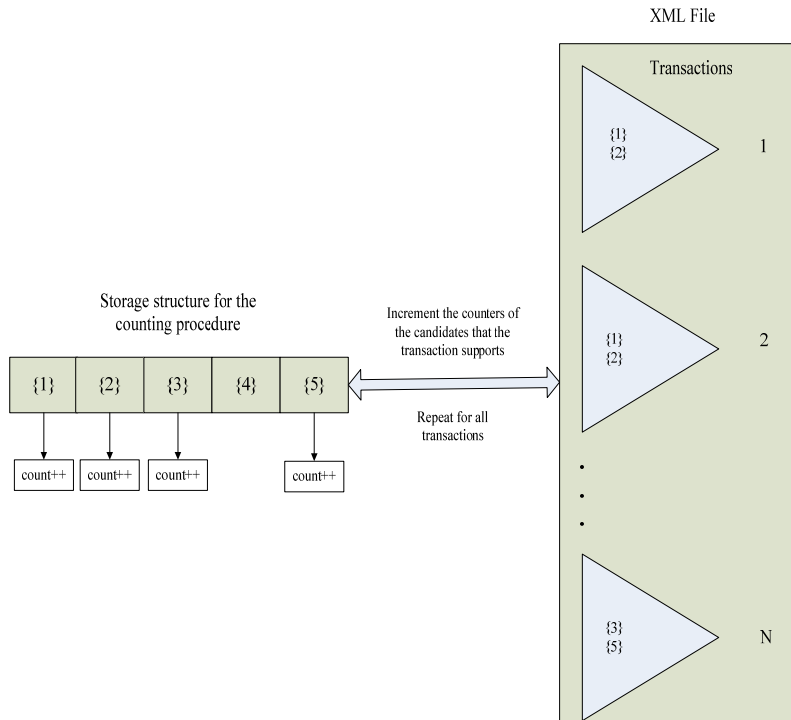 XML File
Transactions
{1}
{2}
1
{1}
{2}
2
{3}
{5}
N
Storage structure for the
counting procedure
{1} {2} {3} {4} {5}
count++ count++ count++ count++
Increment the counters of
the candidates that the
transaction supports
Repeat for all
transactions